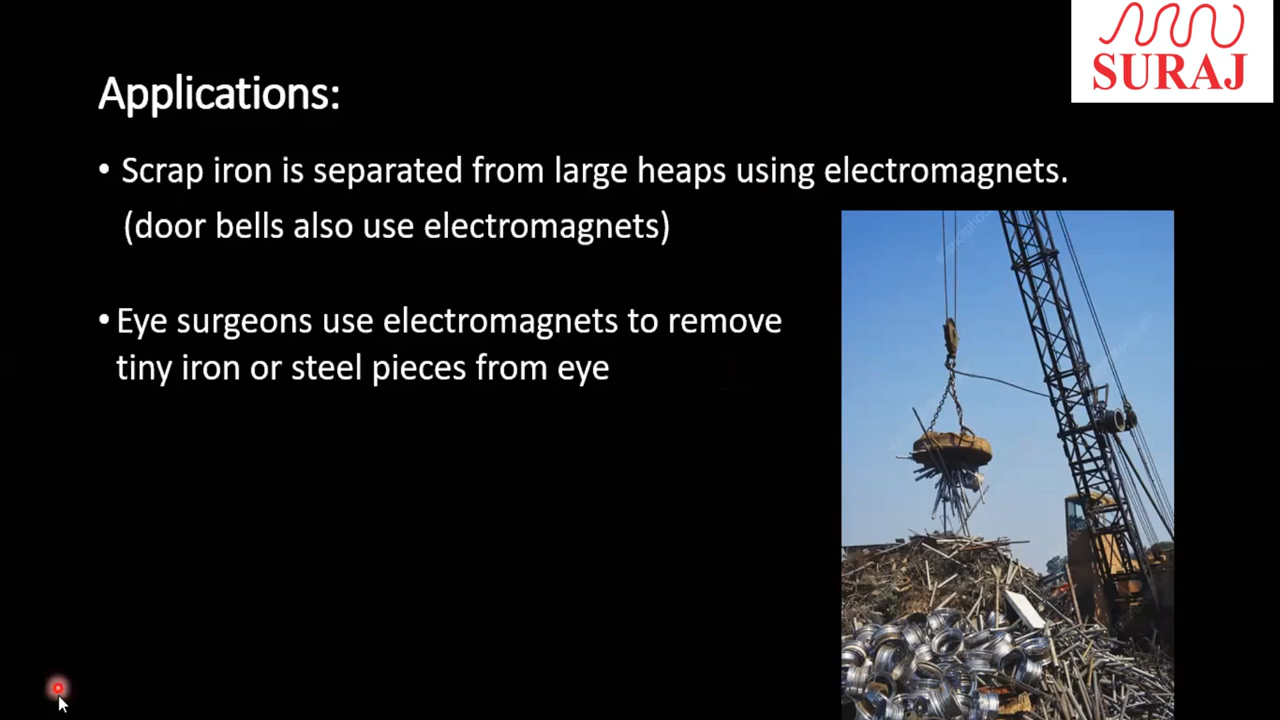 SURAJ
Applications:
• Scrap iron is separated from large heaps using electromagnets.
(door bells also use electromagnets)
• Eye surgeons use electromagnets to remove
tiny iron or steel pieces from eye